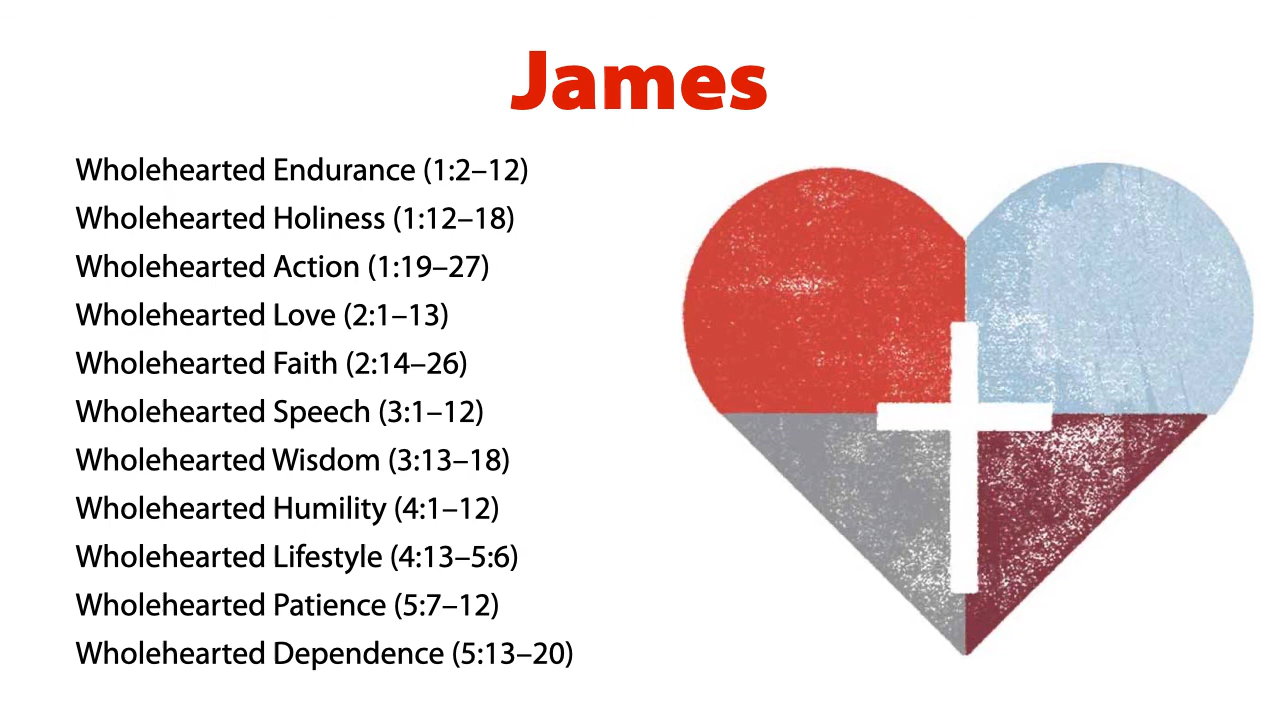 James
Wholehearted Endurance (1:2–12)
Wholehearted Holiness (1:12–18)
Wholehearted Action (1:19–27)
Wholehearted Love (2:1–13)
Wholehearted Faith (2:14–26)
Wholehearted Speech (3:1–12)
Wholehearted Wisdom (3:13–18)
Wholehearted Humility (4:1–12)
Wholehearted Lifestyle (4:13–5:6)
Wholehearted Patience (5:7–12)
Wholehearted Dependence (5:13–20)